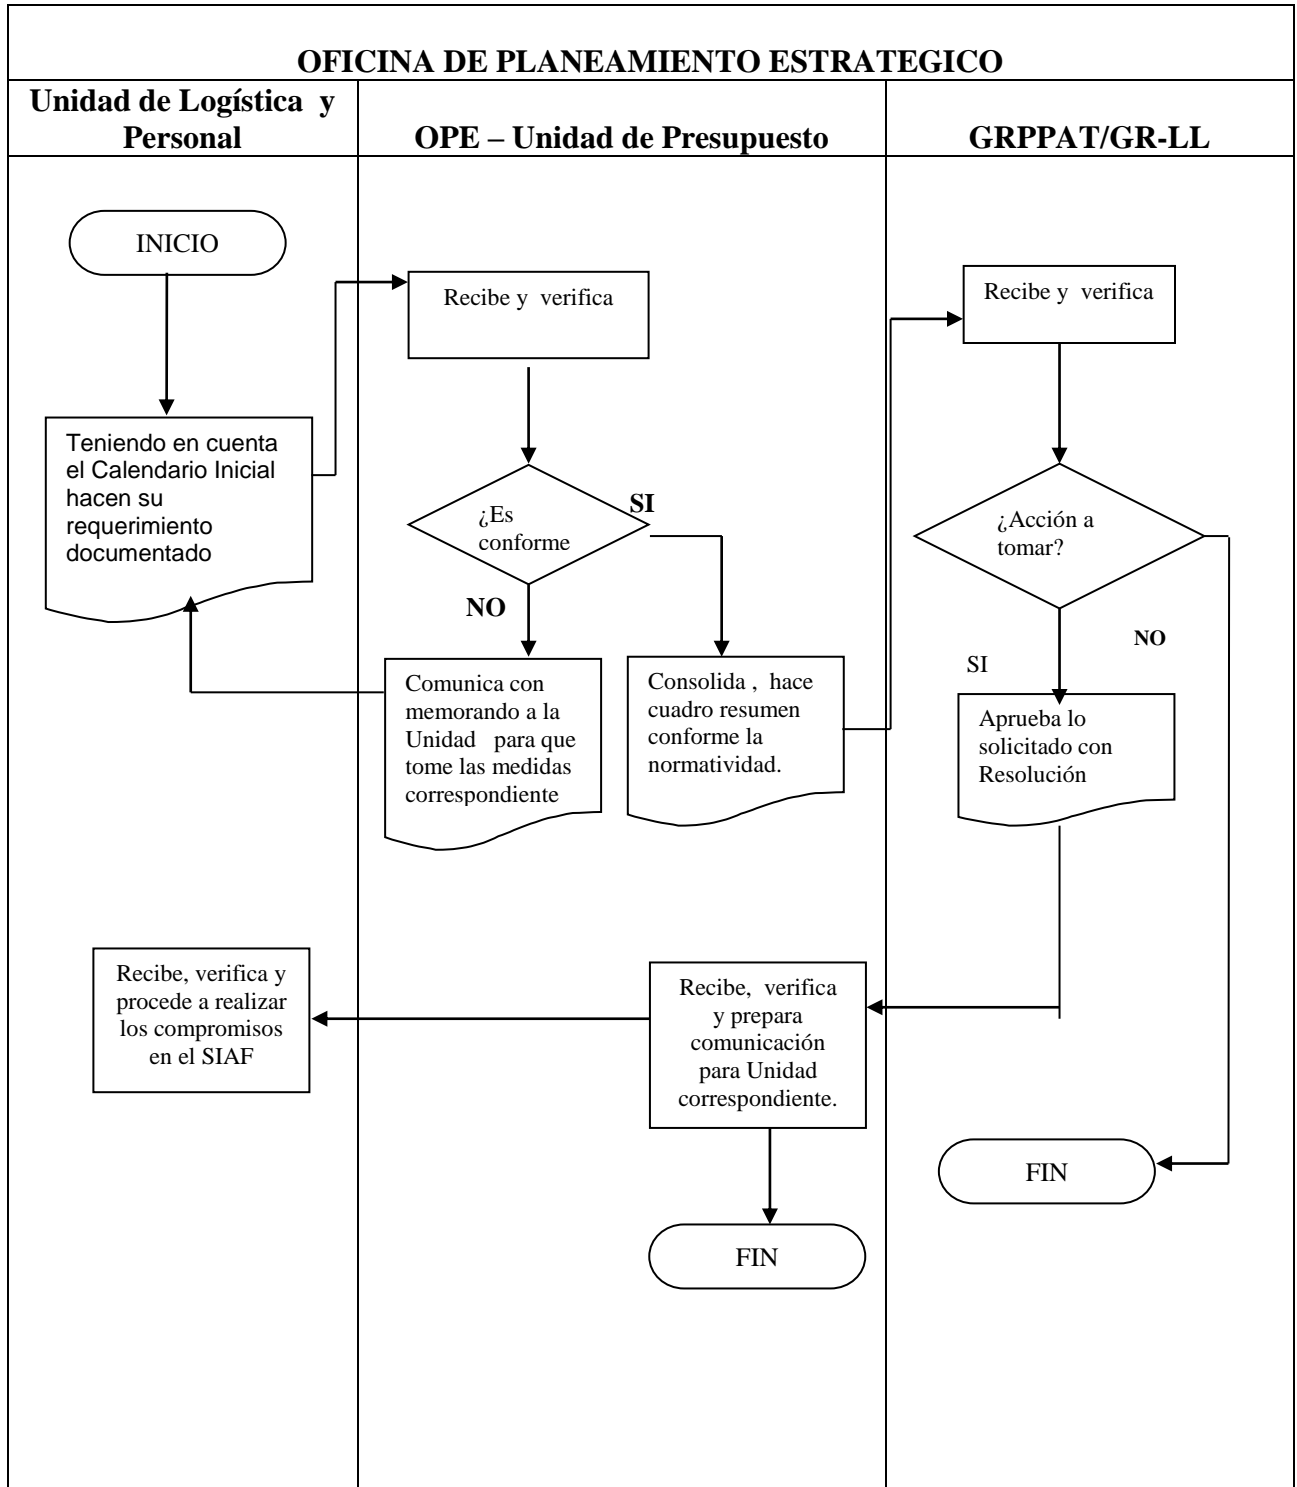 OFICINA DE PLANEAMIENTO ESTRATEGICO
Unidad de Logística y
Personal
OPE – Unidad de Presupuesto
GRPPAT/GR-LL
INICIO
Teniendo en cuenta
el Calendario Inicial
hacen su
requerimiento
documentado
Recibe y verifica
¿Es
conforme
SI
NO
Comunica con
memorando a la
Unidad para que
tome las medidas
correspondiente
Consolida , hace
cuadro resumen
conforme la
normatividad.
Recibe y verifica
¿Acción a
tomar?
NO
SI
Aprueba lo
solicitado con
Resolución
Recibe, verifica y
procede a realizar
los compromisos
en el SIAF
Recibe, verifica
y prepara
comunicación
para Unidad
correspondiente.
FIN
FIN